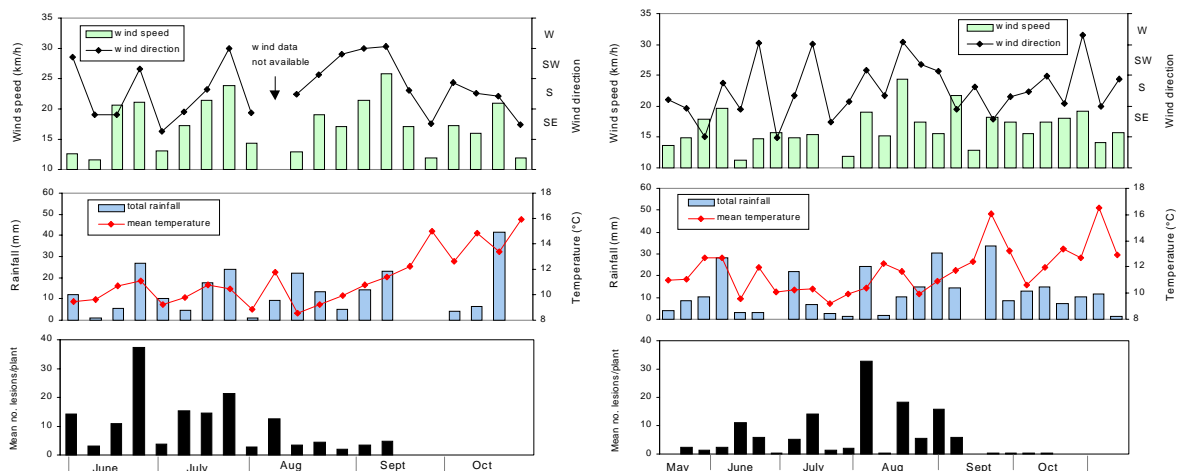 35
30
25
20
15
10
Wind speed (km/h)
wind speed
wind direction
wind data
not available
W
SW
S
SE
Wind direction
60
50
40
30
20
10
0
Rainfall (mm)
total rainfall
mean temperature
18
16
14
12
10
8
Temperature (°C)
40
30
20
10
0
Mean no. lesions/plant
June July Aug Sept Oct
35
30
25
20
15
10
Wind speed (km/h)
wind speed
wind direction
W
SW
S
SE
Wind direction
60
50
40
30
20
10
0
Rainfall (mm)
total rainfall
mean temperature
18
16
14
12
10
8
Temperature (°C)
40
30
20
10
0
Mean no. lesions/plant
May June July Aug Sept Oct